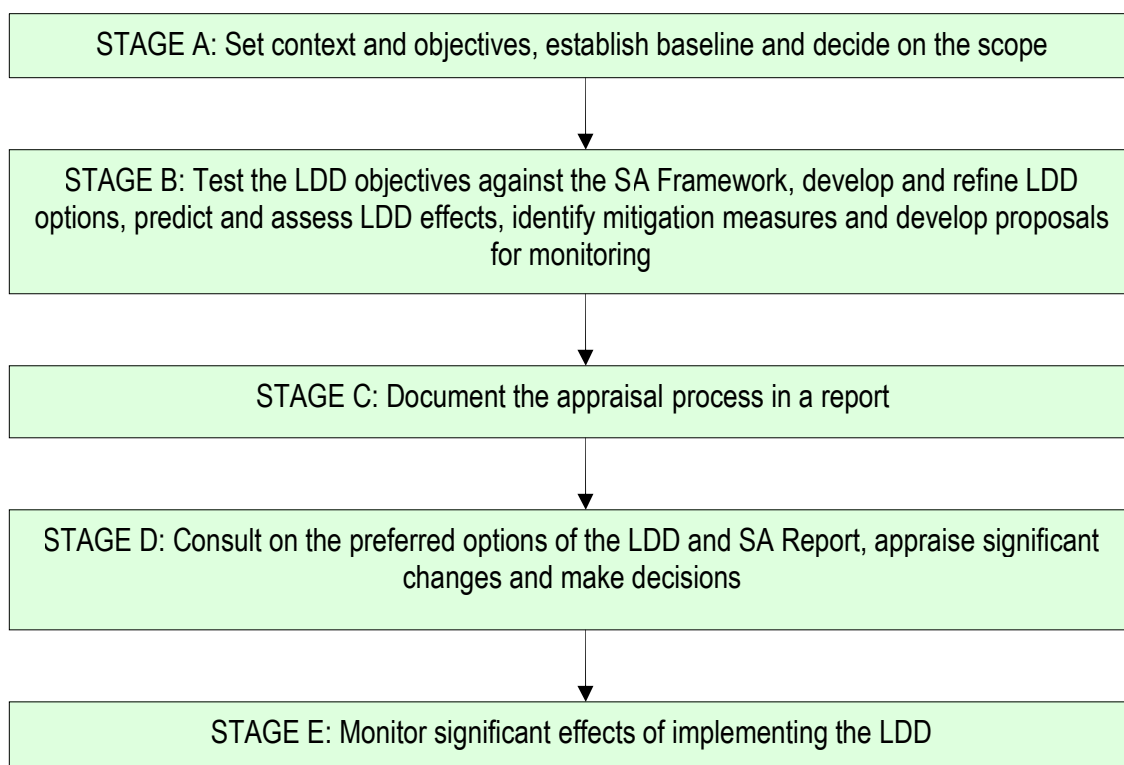 STAGE A: Set context and objectives, establish baseline and decide on the scope
STAGE B: Test the LDD objectives against the SA Framework, develop and refine LDD
options, predict and assess LDD effects, identify mitigation measures and develop proposals
for monitoring
STAGE C: Document the appraisal process in a report
STAGE D: Consult on the preferred options of the LDD and SA Report, appraise significant
changes and make decisions
STAGE E: Monitor significant effects of implementing the LDD